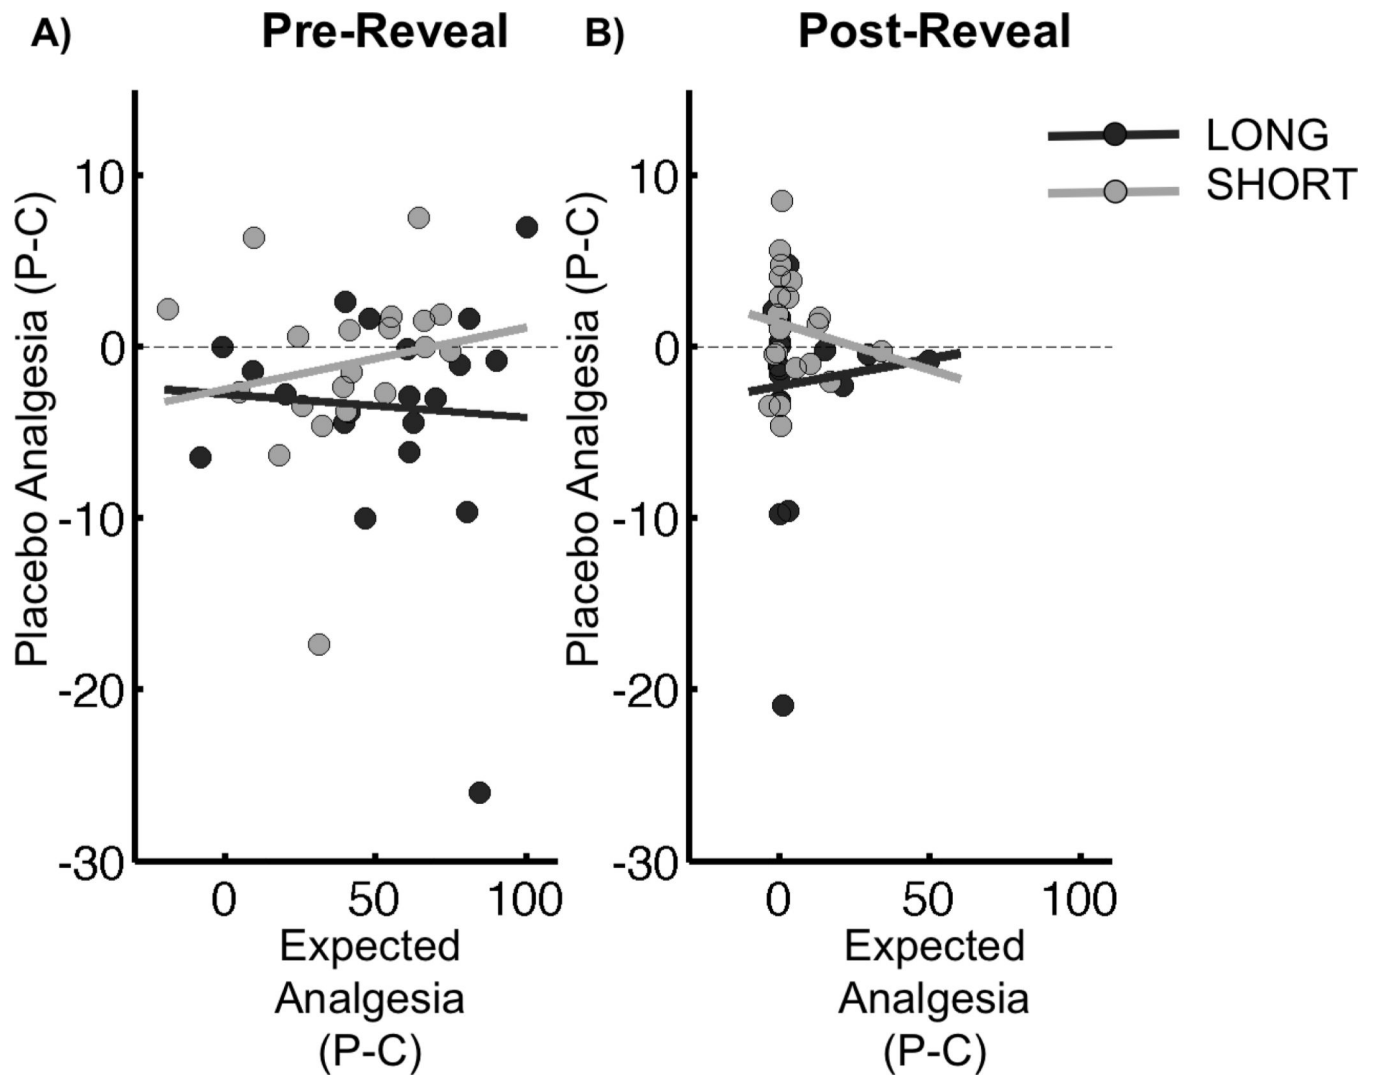 A) Pre-Reveal
Placebo Analgesia (P-C)
10
0
-10
-20
-30
0 50 100
Expected
Analgesia
(P-C)
B) Post-Reveal
Placebo Analgesia (P-C)
10
0
-10
-20
-30
0 50 100
Expected
Analgesia
(P-C)
LONG
SHORT